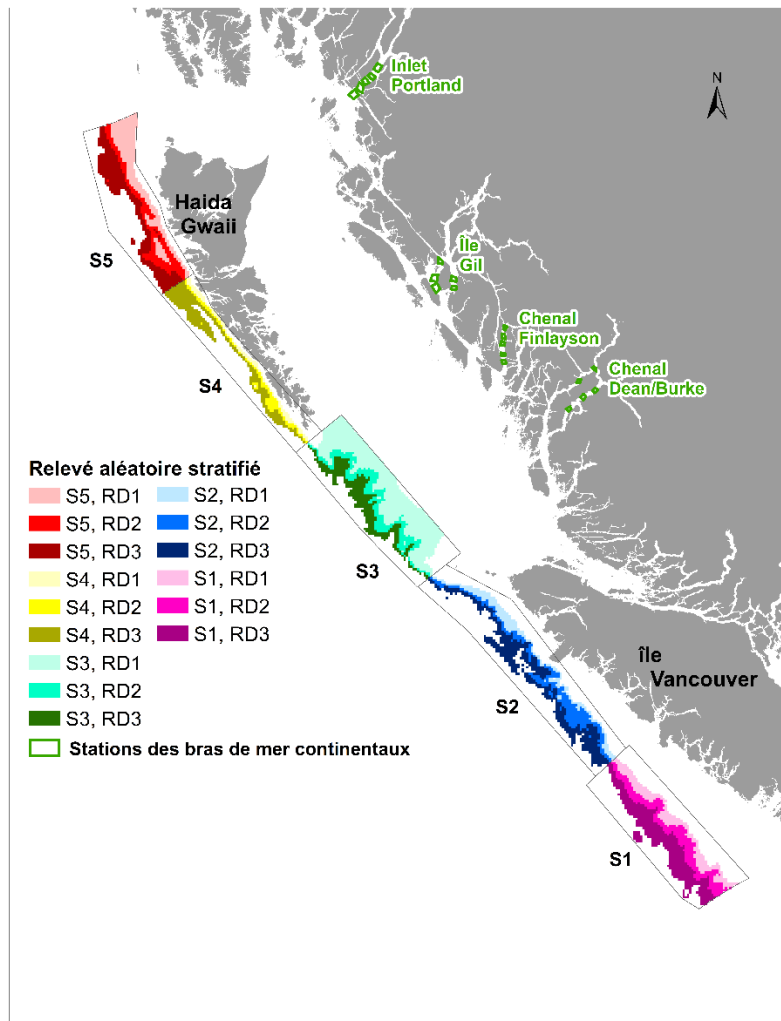 Inlet
Portland
N
Haida
Gwaii
Île
Gil
S5
Chenal
Finlayson
Chenal
Dean/Burke
S4
Relevé aléatoire stratifié
S5, RD1
S5, RD2
S5, RD3
S4, RD1
S4, RD2
S4, RD3
S3, RD1
S3, RD2
S3, RD3
S2, RD1
S2, RD2
S2, RD3
S1, RD1
S1, RD2
S1, RD3
Stations des bras de mer continentaux
S3
île
Vancouver
S2
S1